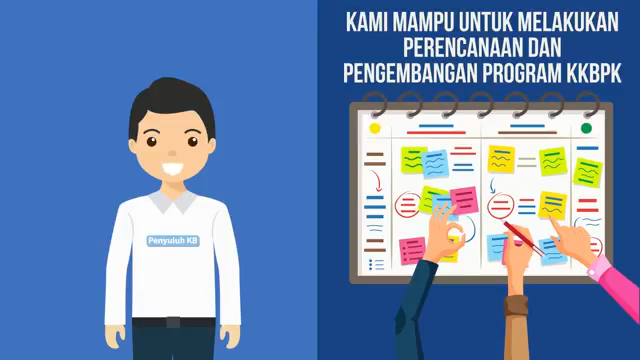 KAMI MAMPU UNTUK MELAKUKAN
PERENCANAAN DAN
PENGEMBANGAN PROGRAM KKBPK
Penyuluh KB